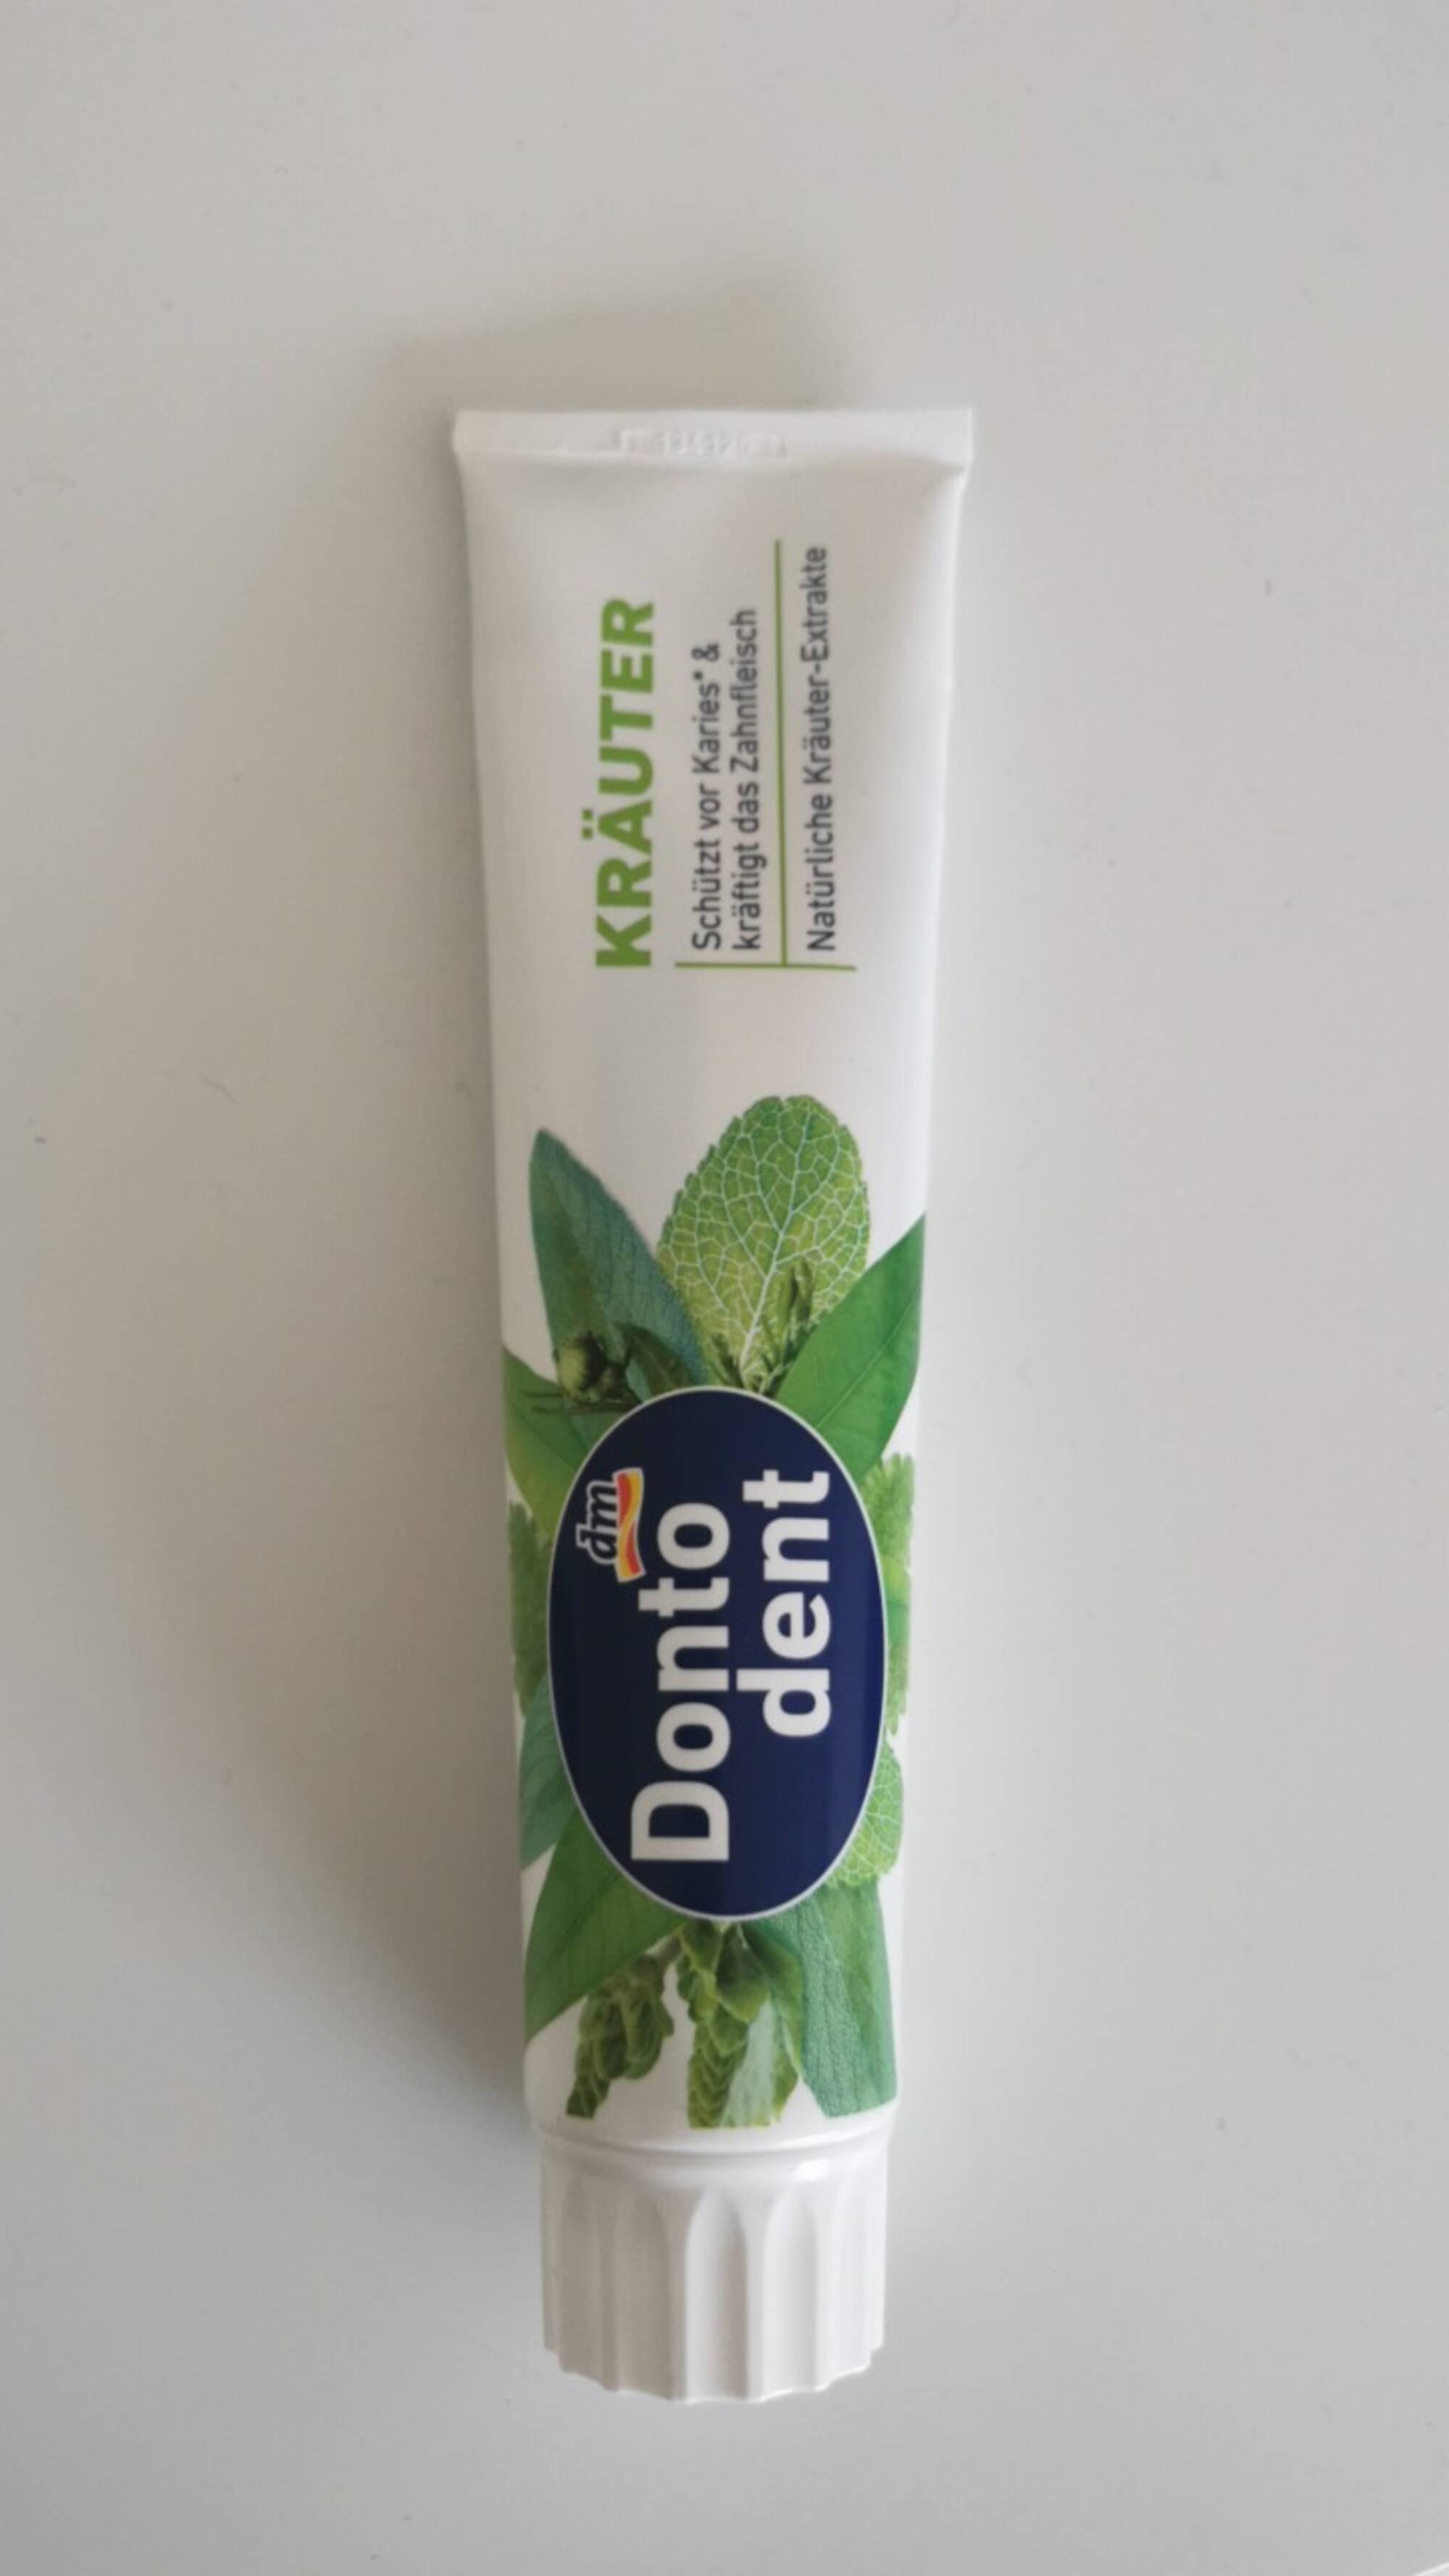 dm
Donto
dent
KRÄUTER
Schützt vor Karies* &
kräftigt das Zahnfleisch
Natürliche Kräuter-Extrakte